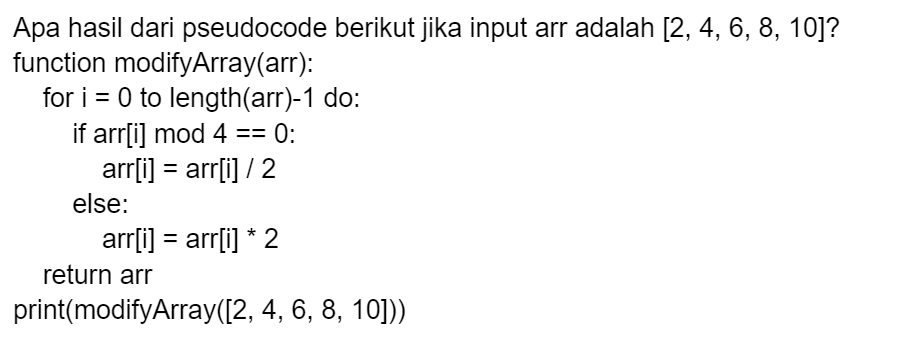 Apa hasil dari pseudocode berikut jika input arr adalah [2, 4, 6, 8, 10]?
function modifyArray(arr):
    for i = 0 to length(arr)-1 do:
        if arr[i] mod 4 == 0:
            arr[i] = arr[i] / 2
        else:
            arr[i] = arr[i] * 2
    return arr
print(modifyArray([2, 4, 6, 8, 10]))